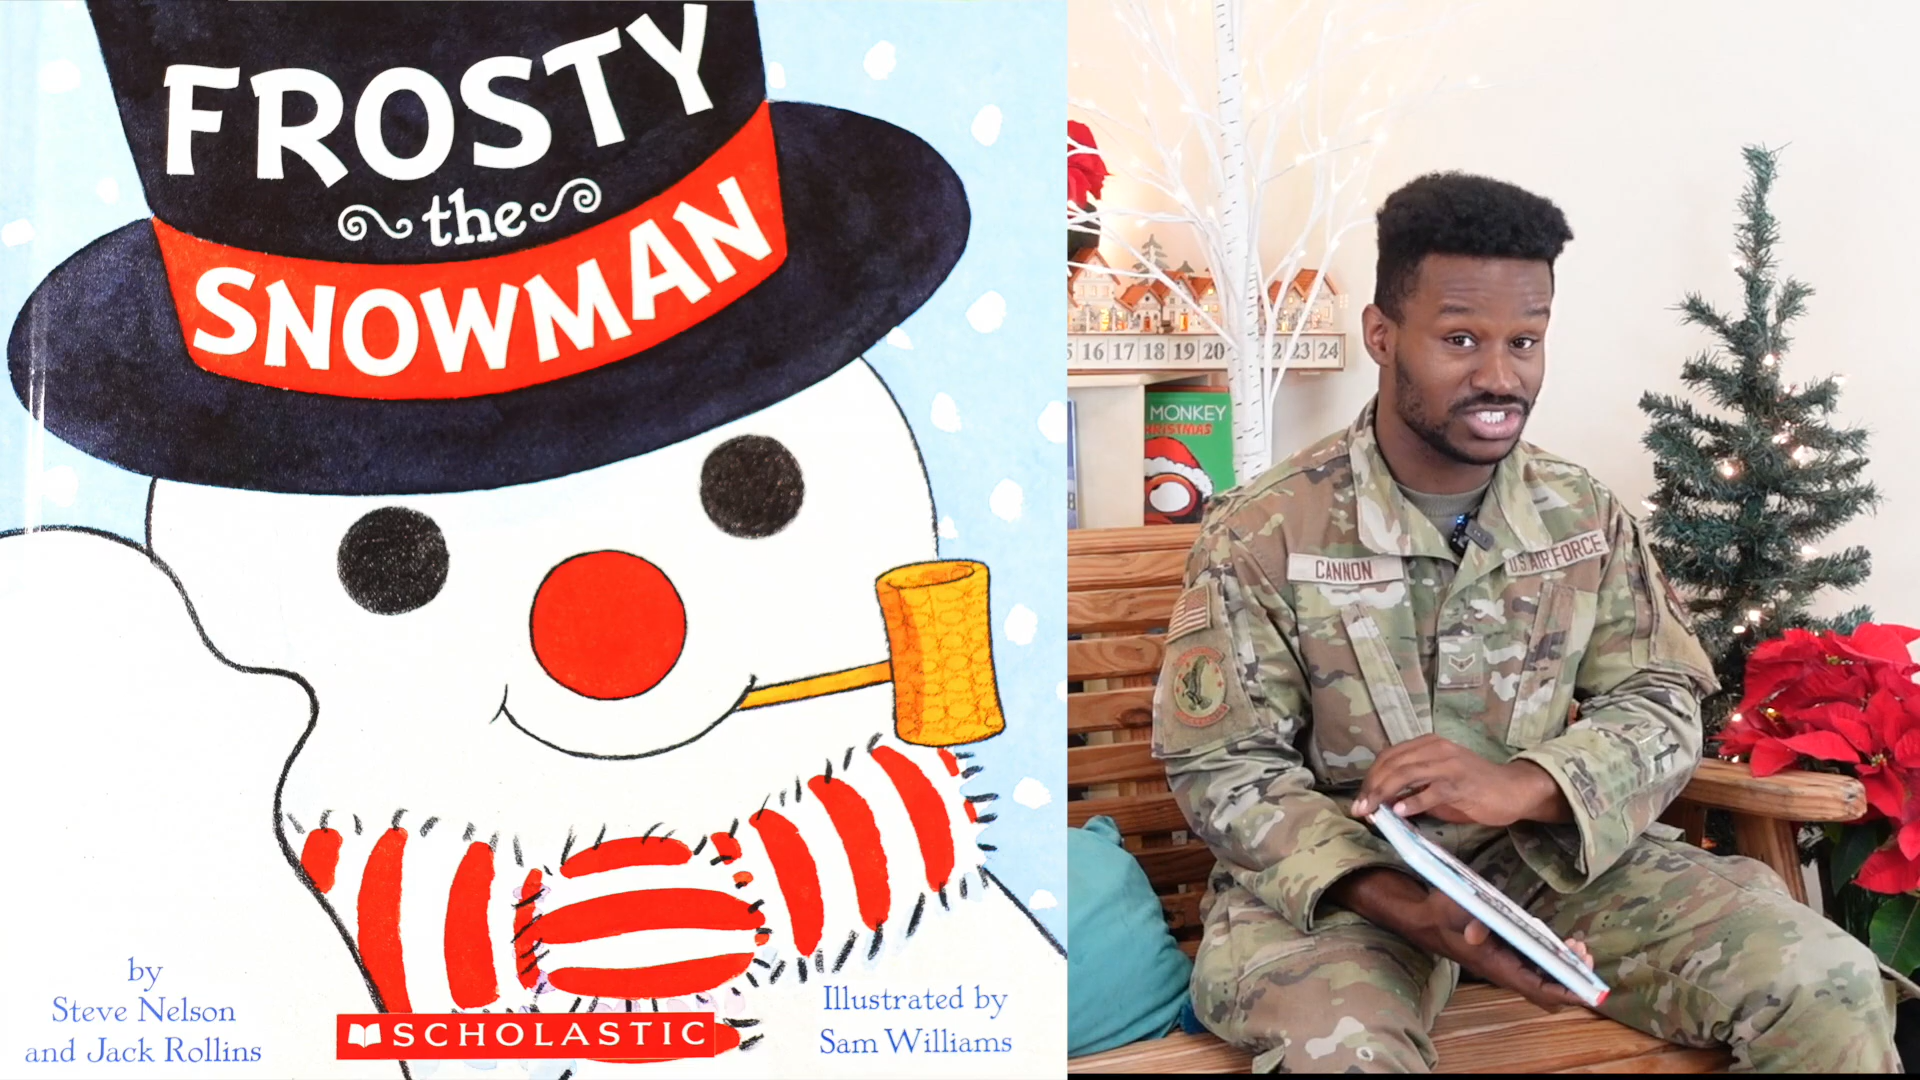 FROSTY
the
SNOWMAN
by
Steve Nelson
and Jack Rollins
SCHOLASTIC
Illustrated by
Sam Williams
16 17 18 19 20 23 24
MONKEY
CANNON
U.S. AIR FORCE